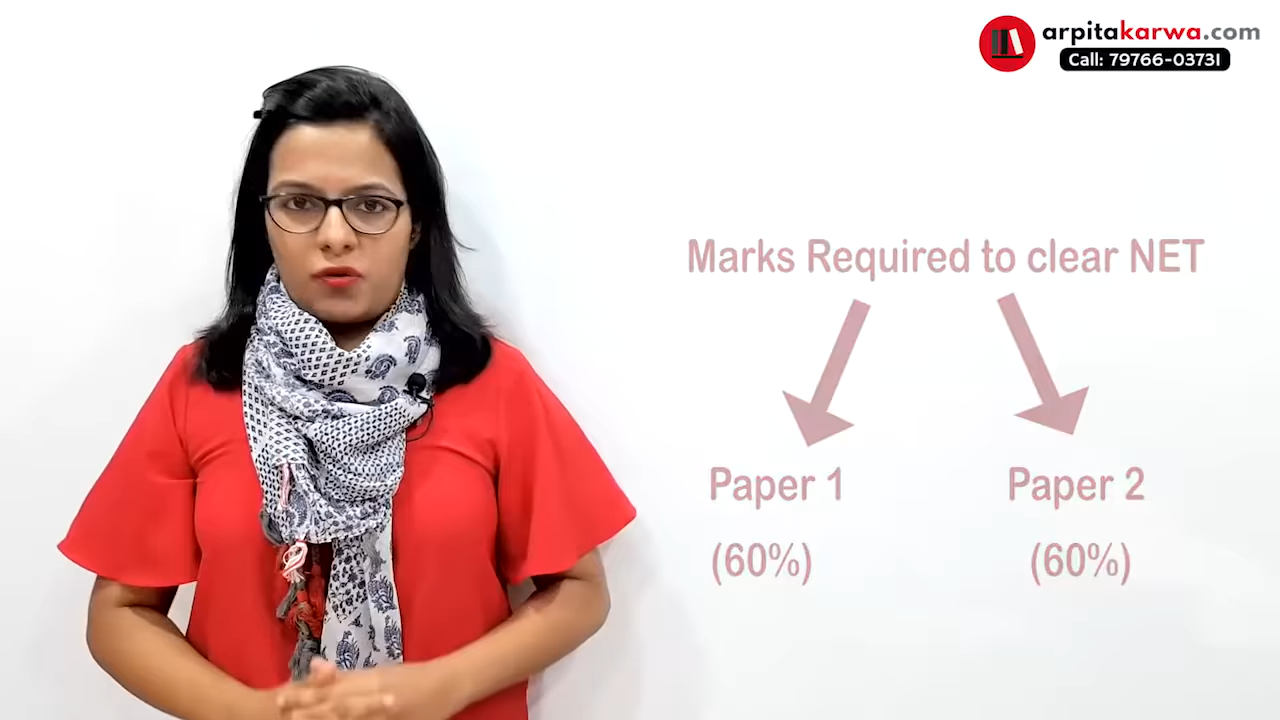 arpitakarwa.com
Call: 79766-03731
Marks Required to clear NET
Paper 1
Paper 2
(60%)
(60%)